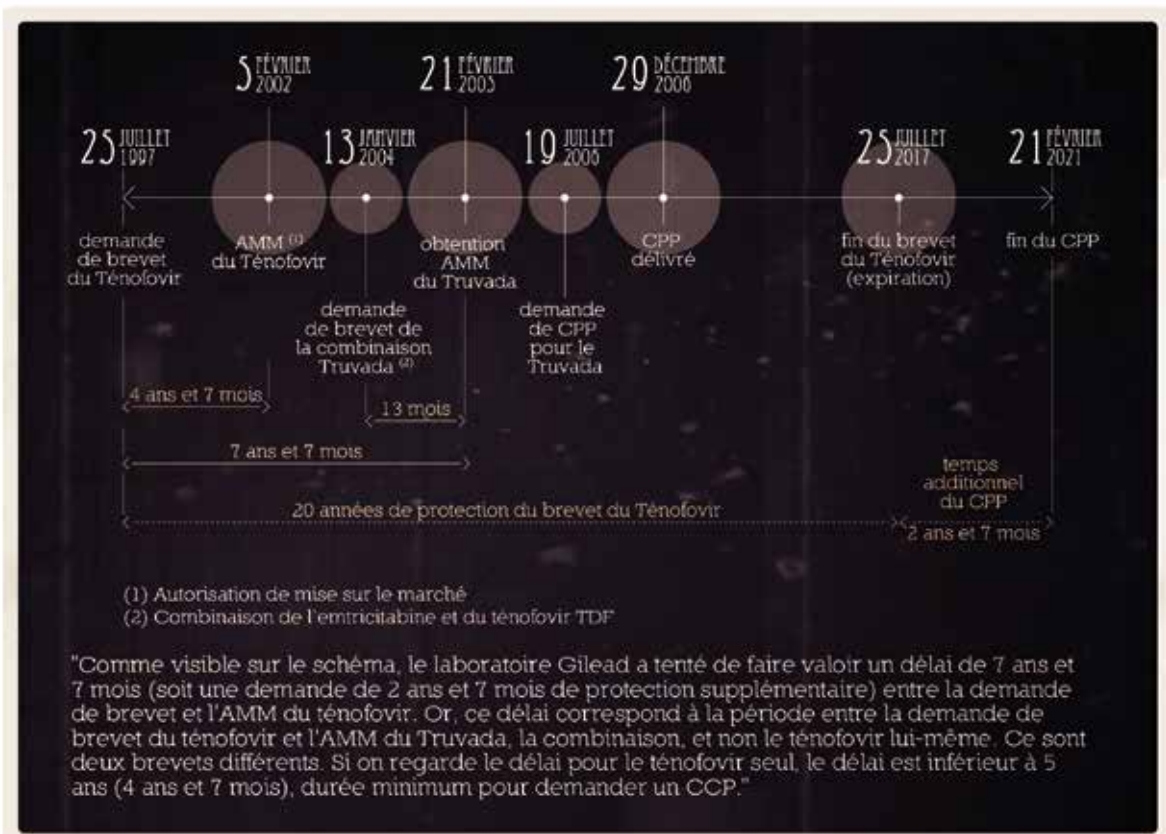 5 FÉVRIER 2002
21 FÉVRIER 2003
29 DÉCEMBRE 2006
25 JUILLET 1997
13 JANVIER 2004
19 JUILLET 2006
25 JUILLET 2017
21 FÉVRIER 2021
demande
de brevet
du Ténofovir
AMM (1)
du Ténofovir
obtention
AMM
du Truvada
CPP
délivré
fin du brevet
du Ténofovir
(expiration)
fin du CPP
demande
de brevet de
la combinaison
Truvada (2)
demande
de CPP
pour le
Truvada
4 ans et 7 mois
13 mois
7 ans et 7 mois
temps
additionnel
du CPP
20 années de protection du brevet du Ténofovir
2 ans et 7 mois
(1) Autorisation de mise sur le marché
(2) Combinaison de l'emtricitabine et du ténofovir TDF
"Comme visible sur le schéma, le laboratoire Gilead a tenté de faire valoir un délai de 7 ans et
7 mois (soit une demande de 2 ans et 7 mois de protection supplémentaire) entre la demande
de brevet et l'AMM du ténofovir. Or, ce délai correspond à la période entre la demande de
brevet du ténofovir et l'AMM du Truvada, la combinaison, et non le ténofovir lui-même. Ce sont
deux brevets différents. Si on regarde le délai pour le ténofovir seul, le délai est inférieur à 5
ans (4 ans et 7 mois), durée minimum pour demander un CCP."